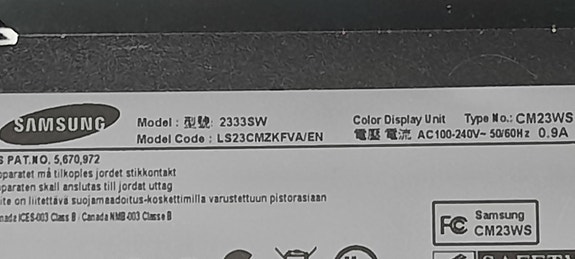 SAMSUNG
Model : 型號: 2333SW
Model Code : LS23CMZKFVA/EN
Color Display Unit Type No.: CM23WS
電壓 電流 AC100-240V~ 50/60Hz 0.9A
S PAT.NO. 5,670,972
pparatet må tilkoples jordet stikkontakt
pparaten skall anslutas till jordat uttag
ite on liitettävä suojamaadoitus-koskettimilla varustettuun pistorasiaan
nada ICES-003 Class B / Canada NMB-003 Classe B
FC Samsung
CM23WS